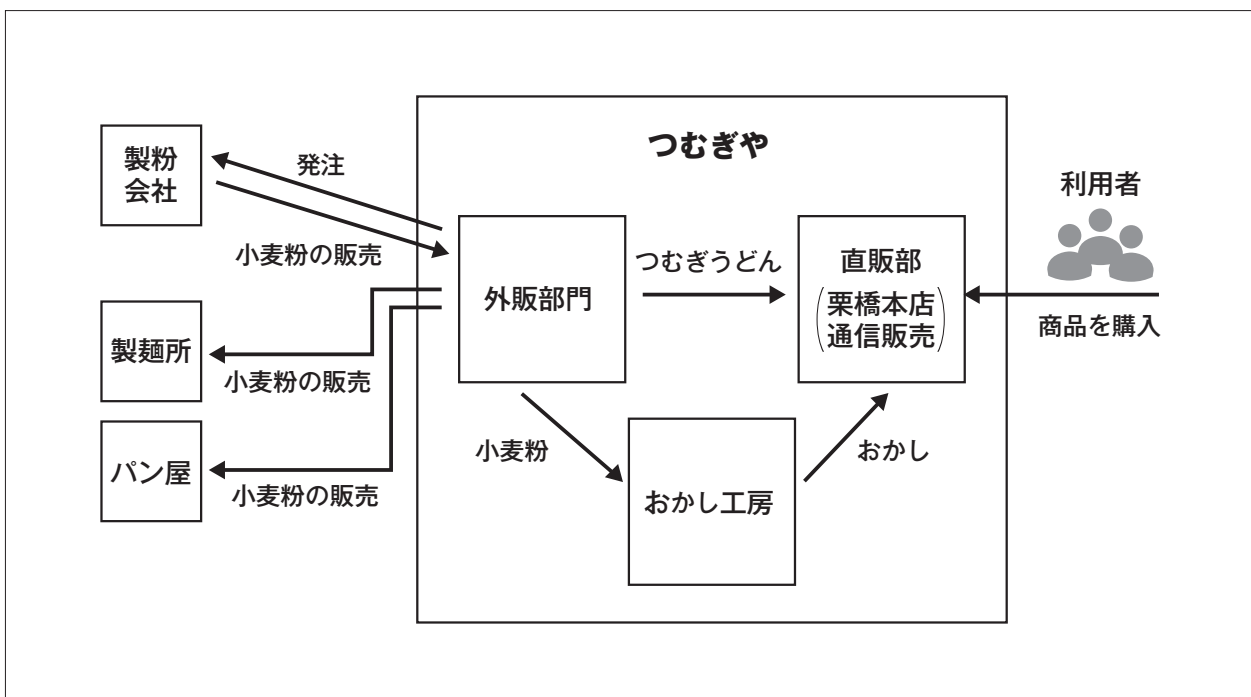 つむぎや
製粉
会社
発注
小麦粉の販売
利用者
外販部門
つむぎうどん
直販部
(栗橋本店
通信販売)
商品を購入
製麺所
小麦粉の販売
パン屋
小麦粉の販売
小麦粉
おかし工房
おかし